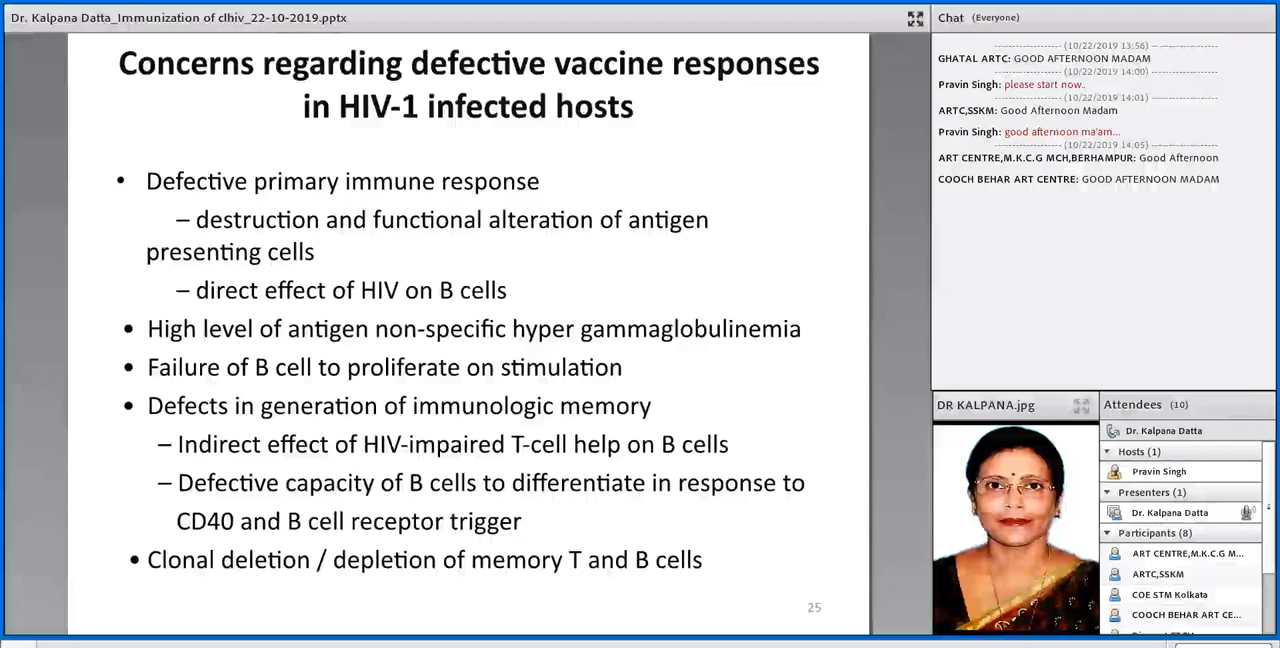 Dr. Kalpana Datta_Immunization of clhiv_22-10-2019.pptx
Concerns regarding defective vaccine responses
in HIV-1 infected hosts
• Defective primary immune response
– destruction and functional alteration of antigen
presenting cells
– direct effect of HIV on B cells
• High level of antigen non-specific hyper gammaglobulinemia
• Failure of B cell to proliferate on stimulation
• Defects in generation of immunologic memory
– Indirect effect of HIV-impaired T-cell help on B cells
– Defective capacity of B cells to differentiate in response to
CD40 and B cell receptor trigger
• Clonal deletion / depletion of memory T and B cells
25
Chat (Everyone)
(10/22/2019 13:56)
GHATAL ARTC: GOOD AFTERNOON MADAM
(10/22/2019 14:00)
Pravin Singh: please start now..
(10/22/2019 14:01)
ARTC,SSKM: Good Afternoon Madam
Pravin Singh: good afternoon ma'am...
(10/22/2019 14:05)
ART CENTRE,M.K.C.G MCH,BERHAMPUR: Good Afternoon
COOCH BEHAR ART CENTRE: GOOD AFTERNOON MADAM
DR KALPANA.jpg
Attendees (10)
Dr. Kalpana Datta
Hosts (1)
Pravin Singh
Presenters (1)
Dr. Kalpana Datta
Participants (8)
ART CENTRE,M.K.C.G M...
ARTC,SSKM
COE STM Kolkata
COOCH BEHAR ART CE...